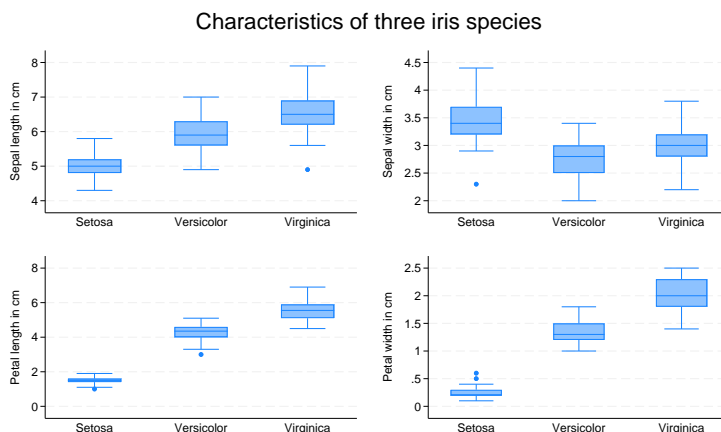 Characteristics of three iris species
Sepal length in cm
8
7
6
5
4
Setosa Versicolor Virginica
Sepal width in cm
4.5
4
3.5
3
2.5
2
Setosa Versicolor Virginica
Petal length in cm
8
6
4
2
0
Setosa Versicolor Virginica
Petal width in cm
2.5
2
1.5
1
.5
0
Setosa Versicolor Virginica